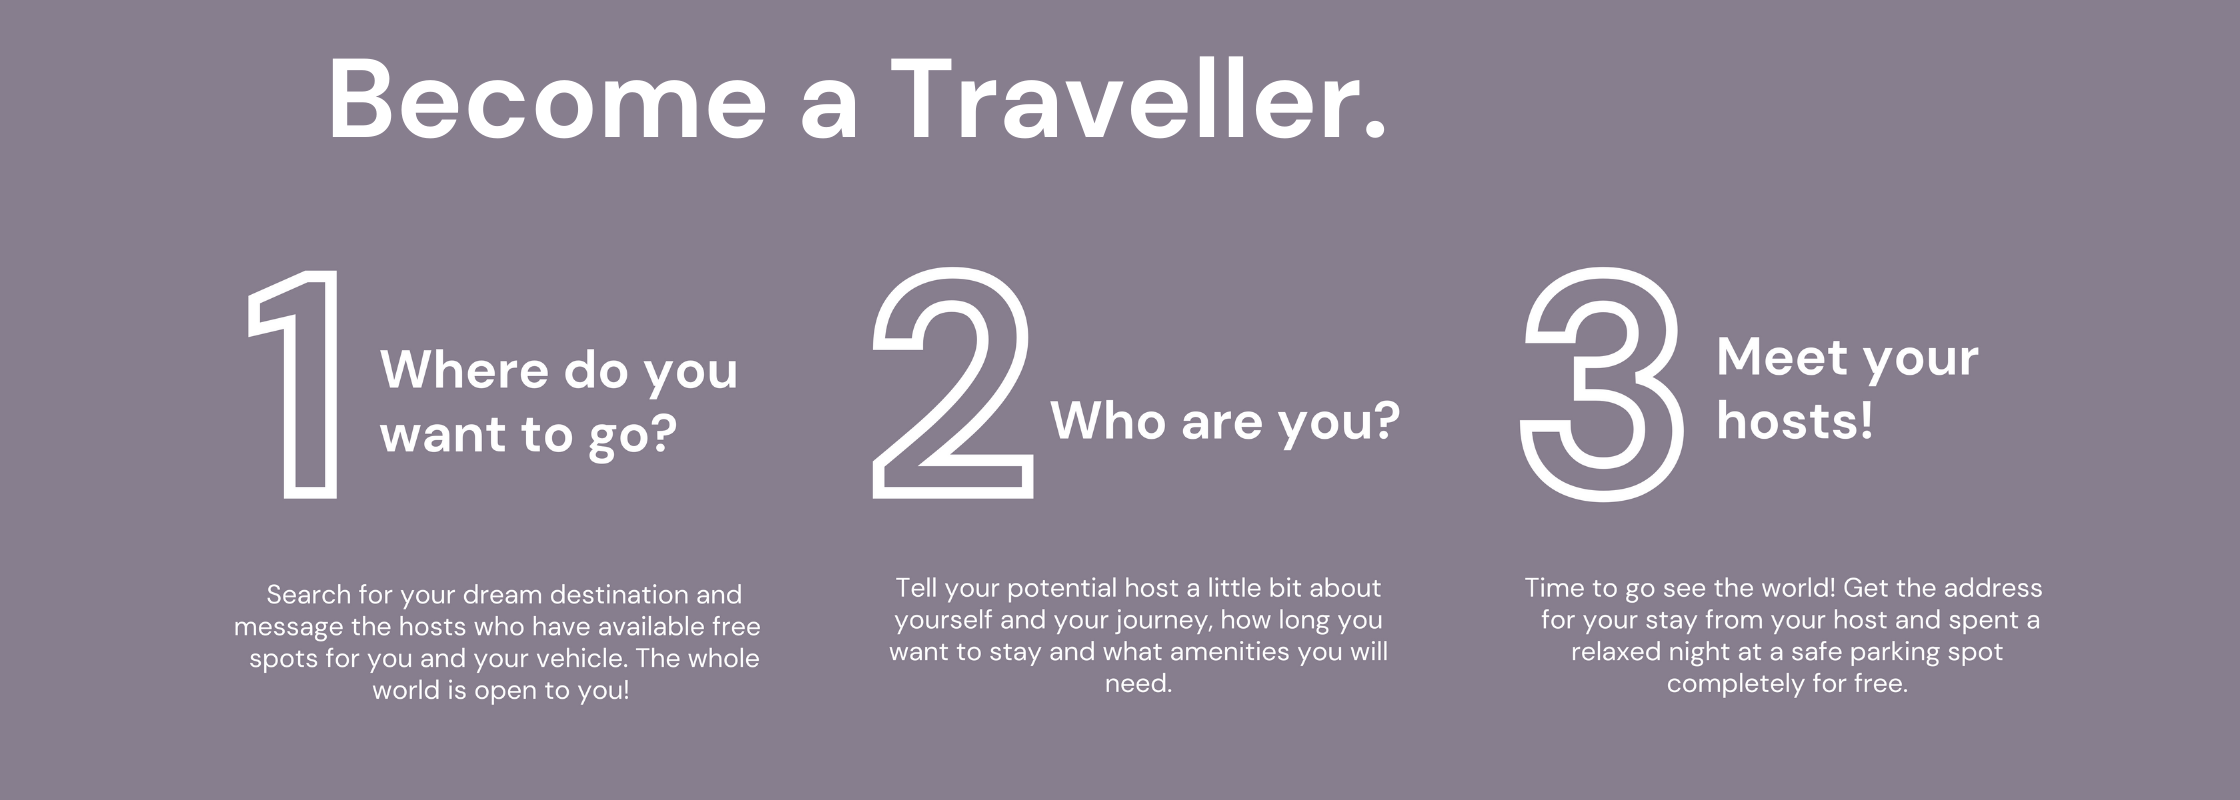 Become a Traveller.
1
Where do you
want to go?
Search for your dream destination and
message the hosts who have available free
spots for you and your vehicle. The whole
world is open to you!
2
Who are you?
Tell your potential host a little bit about
yourself and your journey, how long you
want to stay and what amenities you will
need.
3
Meet your
hosts!
Time to go see the world! Get the address
for your stay from your host and spent a
relaxed night at a safe parking spot
completely for free.